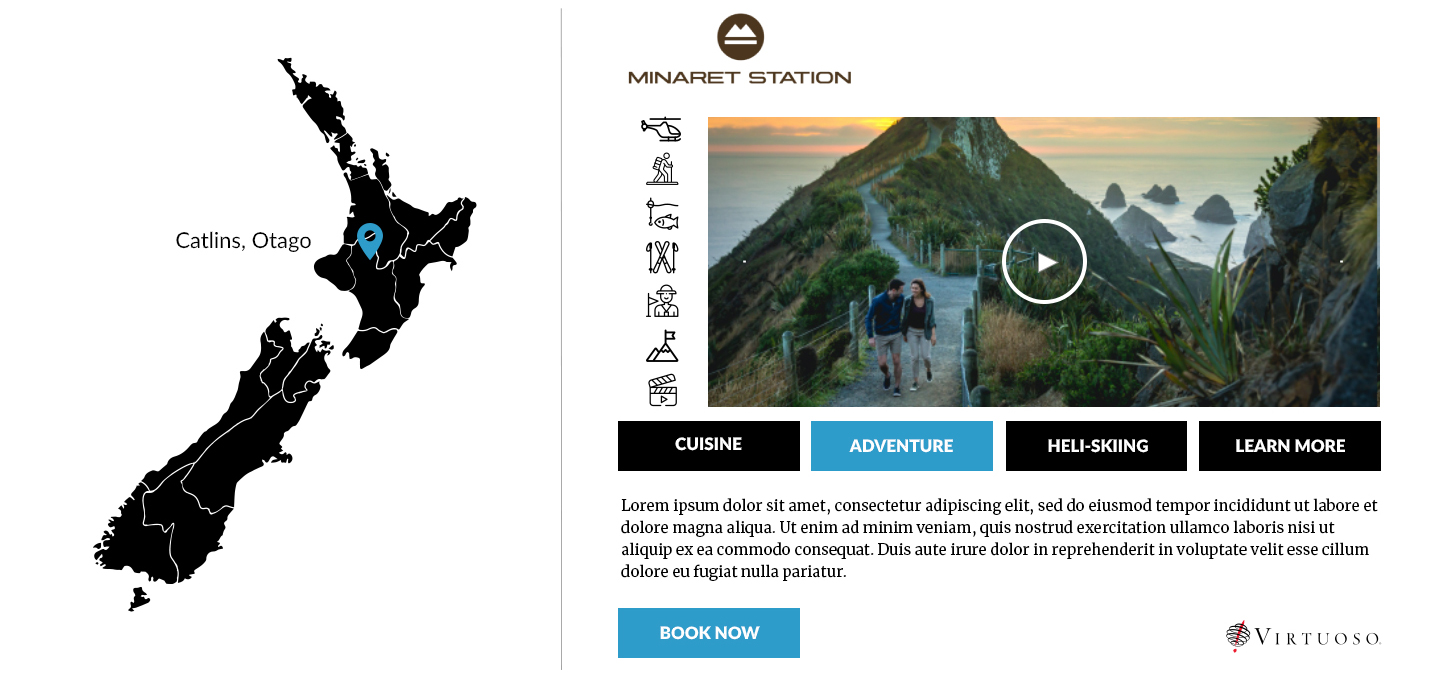 MINARET STATION
Catlins, Otago
CUISINE
ADVENTURE
HELI-SKIING
LEARN MORE
Lorem ipsum dolor sit amet, consectetur adipiscing elit, sed do eiusmod tempor incididunt ut labore et
dolore magna aliqua. Ut enim ad minim veniam, quis nostrud exercitation ullamco laboris nisi ut
aliquip ex ea commodo consequat. Duis aute irure dolor in reprehenderit in voluptate velit esse cillum
dolore eu fugiat nulla pariatur.
BOOK NOW
VIRTUOSO